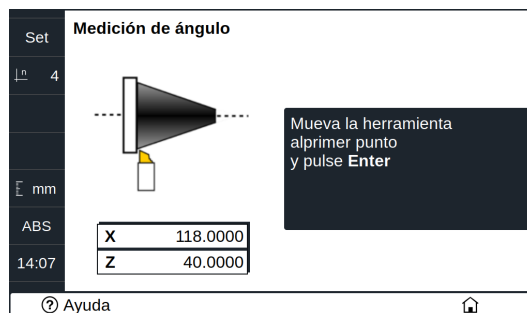 Set
Medición de ángulo
n 4
Mueva la herramienta
alprimer punto
y pulse Enter
mm
ABS
X 118.0000
14:07
Z 40.0000
? Ayuda